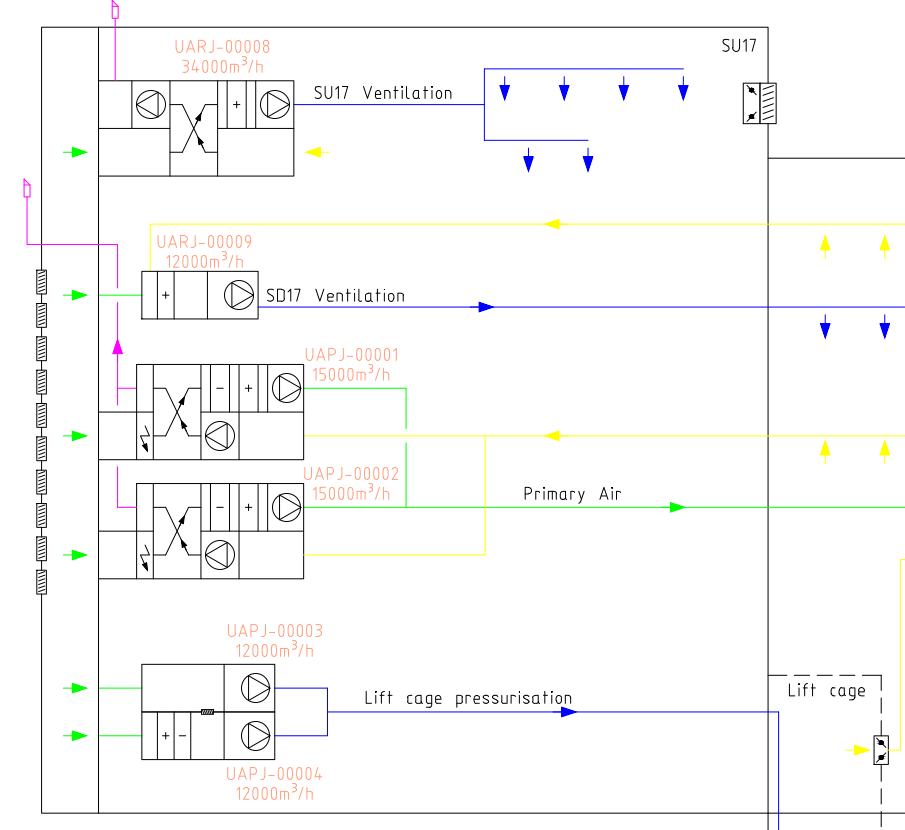 SU17
UARJ-00008
34000m³/h
+
SU17 Ventilation
UARJ-00009
12000m³/h
+
SD17 Ventilation
UAPJ-00001
15000m³/h
- +
UAPJ-00002
15000m³/h
- +
Primary Air
UAPJ-00003
12000m³/h
Lift cage pressurisation
Lift cage
+ -
UAPJ-00004
12000m³/h